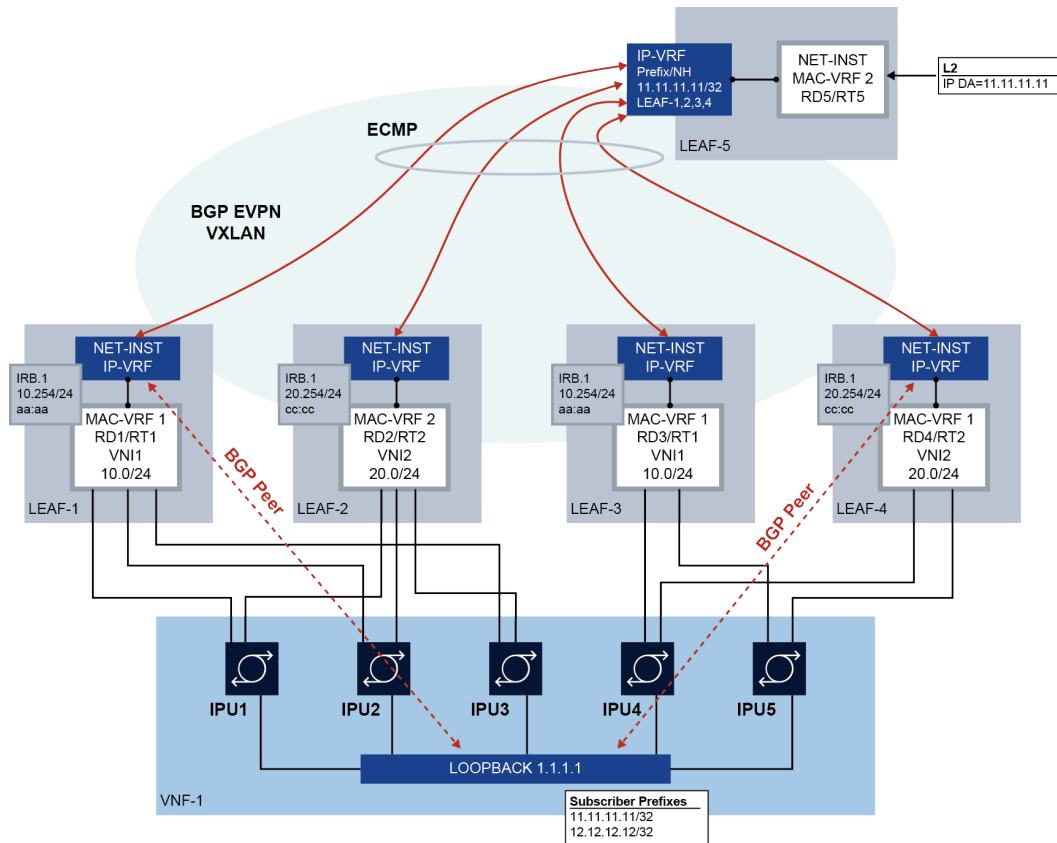 IP-VRF
Prefix/NH
11.11.11.11/32
LEAF-1,2,3,4
NET-INST
MAC-VRF 2
RD5/RT5
L2
IP DA=11.11.11.11
LEAF-5
ECMP
BGP EVPN
VXLAN
NET-INST
IP-VRF
IRB.1
10.254/24
aa:aa
MAC-VRF 1
RD1/RT1
VNI1
10.0/24
LEAF-1
NET-INST
IP-VRF
IRB.1
20.254/24
cc:cc
MAC-VRF 2
RD2/RT2
VNI2
20.0/24
LEAF-2
NET-INST
IP-VRF
IRB.1
10.254/24
aa:aa
MAC-VRF 1
RD3/RT1
VNI1
10.0/24
LEAF-3
NET-INST
IP-VRF
IRB.1
20.254/24
cc:cc
MAC-VRF 1
RD4/RT2
VNI2
20.0/24
LEAF-4
BGP Peer
BGP Peer
IPU1
IPU2
IPU3
IPU4
IPU5
LOOPBACK 1.1.1.1
VNF-1
Subscriber Prefixes
11.11.11.11/32
12.12.12.12/32